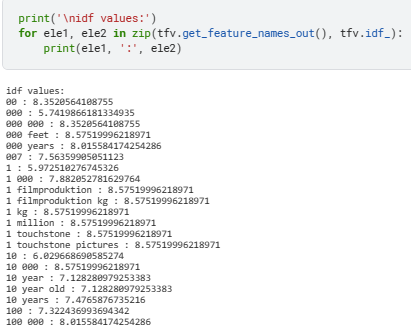 print('\nidf values:')
for ele1, ele2 in zip(tfv.get_feature_names_out(), tfv.idf_):
print(ele1, ':', ele2)
idf values:
00 : 8.3520564108755
000 : 5.7419866181334935
000 000 : 8.3520564108755
000 feet : 8.57519996218971
000 years : 8.015584174254286
007 : 7.56359905051123
1 : 5.972510276745326
1 000 : 7.882052781629764
1 filmproduktion : 8.57519996218971
1 filmproduktion kg : 8.57519996218971
1 kg : 8.57519996218971
1 million : 8.57519996218971
1 touchstone : 8.57519996218971
1 touchstone pictures : 8.57519996218971
10 : 6.029668690585274
10 000 : 8.57519996218971
10 year : 7.128280979253383
10 year old : 7.128280979253383
10 years : 7.4765876735216
100 : 7.322436993694342
100 000 : 8.015584174254286